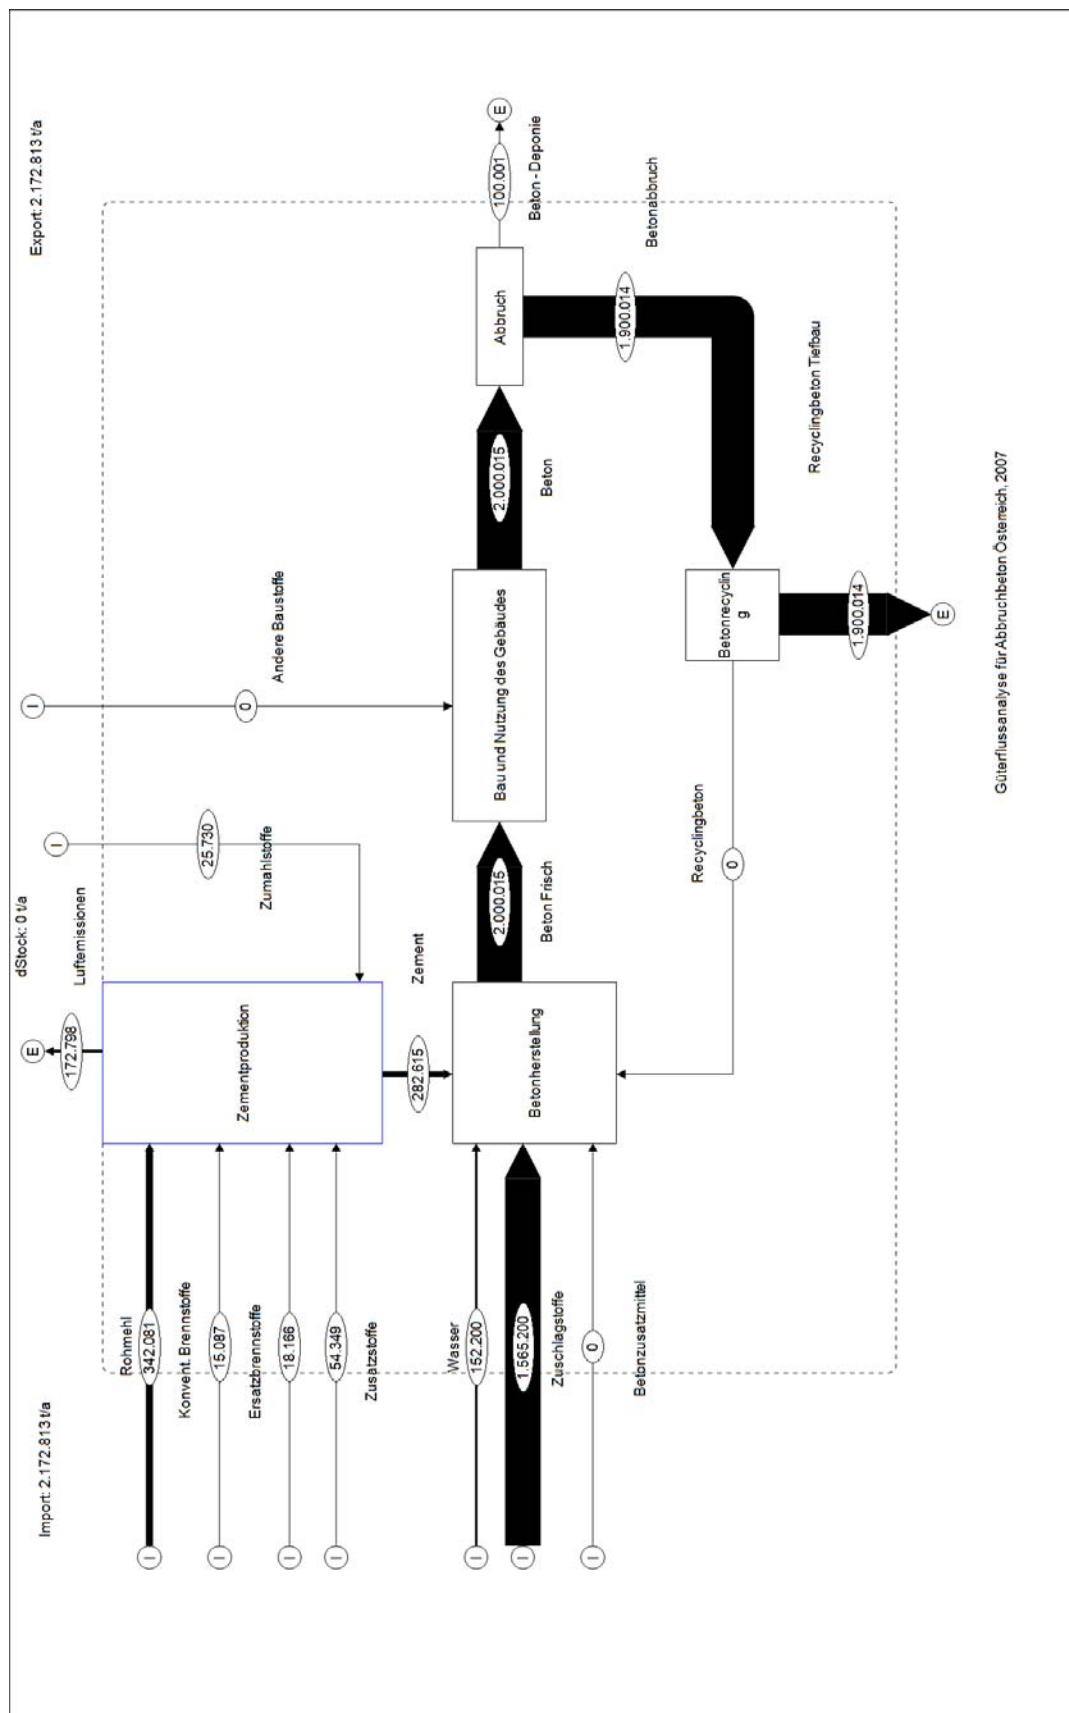 Import: 2.172.813 t/a
dStock: 0 t/a
Export: 2.172.813 t/a
E
I
I
172.798
Luftemissionen
Rohmehl
I
342.081
Konvent. Brennstoffe
I
15.087
Zementproduktion
25.730
Zumahlstoffe
0
Andere Baustoffe
Ersatzbrennstoffe
I
18.166
I
54.349
Zusatzstoffe
282.615
Zement
Wasser
I
152.200
I
1.565.200
Zuschlagstoffe
Betonherstellung
2.000.015
Beton Frisch
Bau und Nutzung des Gebäudes
2.000.015
Beton
Abbruch
100.001
E
Beton - Deponie
I
0
Betonzusatzmittel
1.900.014
Betonabbruch
Recyclingbeton
0
Betonrecyclin
g
Recyclingbeton Tiefbau
1.900.014
E
Güterflussanalyse für Abbruchbeton Österreich, 2007